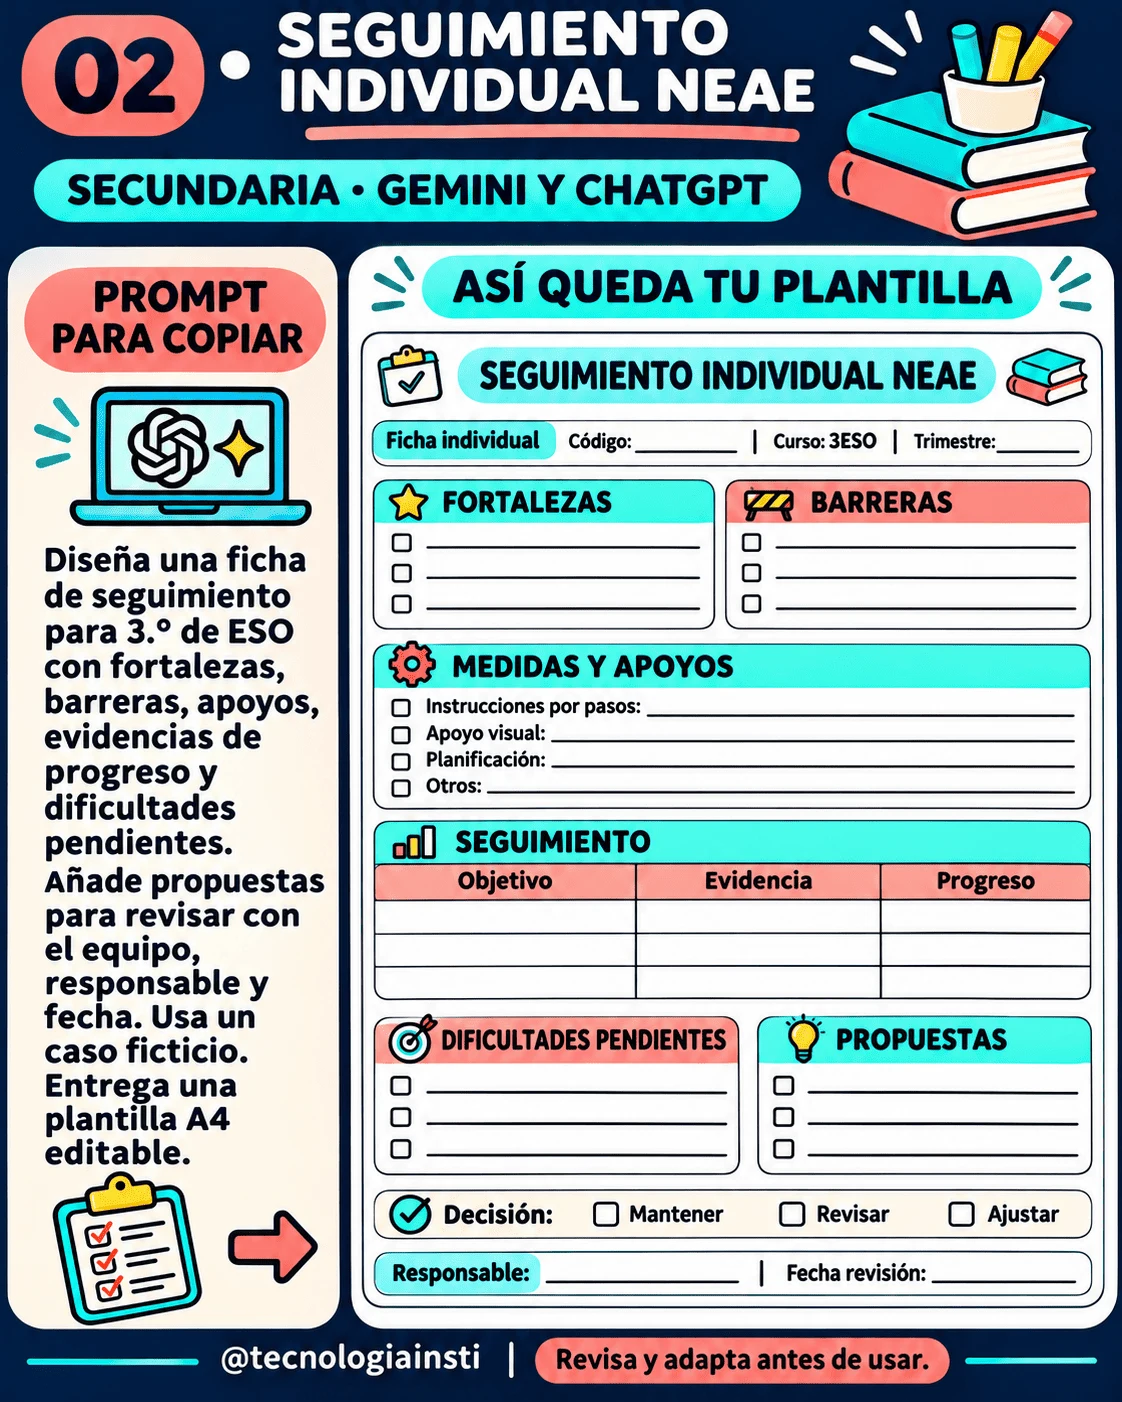 02 • SEGUIMIENTO
INDIVIDUAL NEAE
SECUNDARIA • GEMINI Y CHATGPT
PROMPT
PARA COPIAR
Diseña una ficha
de seguimiento
para 3.º de ESO
con fortalezas,
barreras, apoyos,
evidencias de
progreso y
dificultades
pendientes.
Añade propuestas
para revisar con
el equipo,
responsable y
fecha. Usa un
caso ficticio.
Entrega una
plantilla A4
editable.
ASÍ QUEDA TU PLANTILLA
SEGUIMIENTO INDIVIDUAL NEAE
Ficha individual Código: | Curso: 3ESO | Trimestre:
FORTALEZAS
BARRERAS
MEDIDAS Y APOYOS
Instrucciones por pasos:
Apoyo visual:
Planificación:
Otros:
SEGUIMIENTO
Objetivo Evidencia Progreso
DIFICULTADES PENDIENTES
PROPUESTAS
Decisión: Mantener Revisar Ajustar
Responsable: | Fecha revisión:
@tecnologiainsti | Revisa y adapta antes de usar.